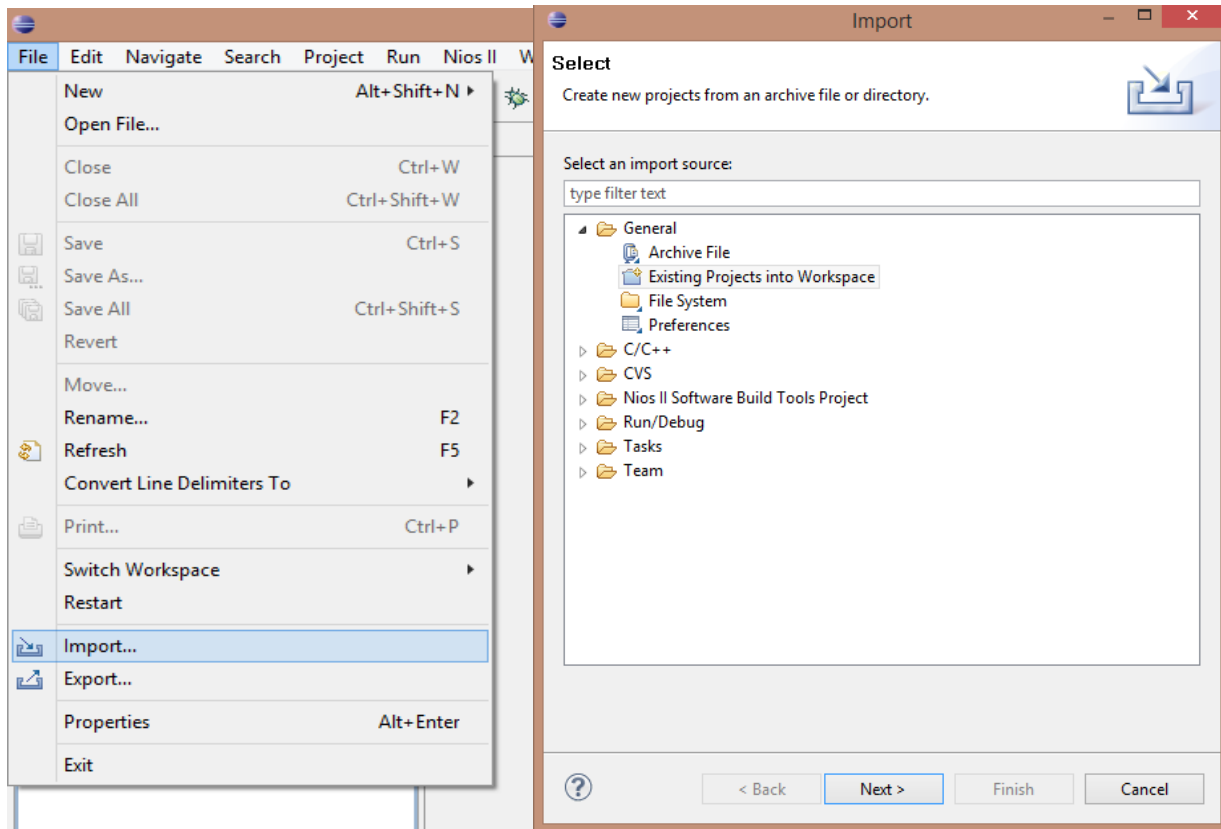 File Edit Navigate Search Project Run Nios II W
New Alt+Shift+N
Open File...
Close Ctrl+W
Close All Ctrl+Shift+W
Save Ctrl+S
Save As...
Save All Ctrl+Shift+S
Revert
Move...
Rename... F2
Refresh F5
Convert Line Delimiters To
Print... Ctrl+P
Switch Workspace
Restart
Import...
Export...
Properties Alt+Enter
Exit
Import
Select
Create new projects from an archive file or directory.
Select an import source:
type filter text
General
Archive File
Existing Projects into Workspace
File System
Preferences
C/C++
CVS
Nios II Software Build Tools Project
Run/Debug
Tasks
Team
? < Back Next > Finish Cancel